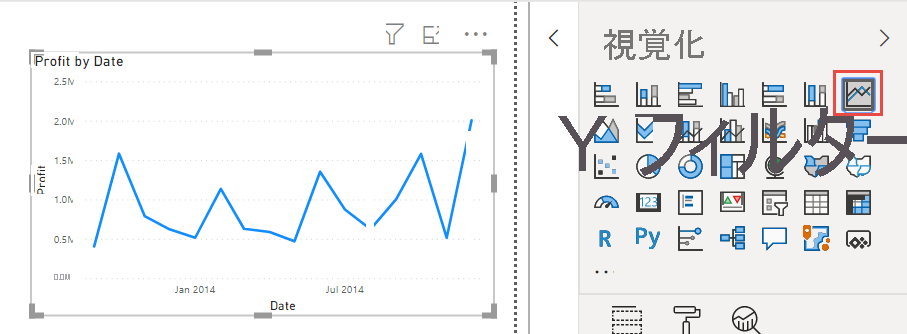 視覚化
Profit by Date
2.5M
2.0M
1.5M
1.0M
0.5M
0.0M
Profit
Jan 2014
Jul 2014
Date
Y フィルター
123
R
Py